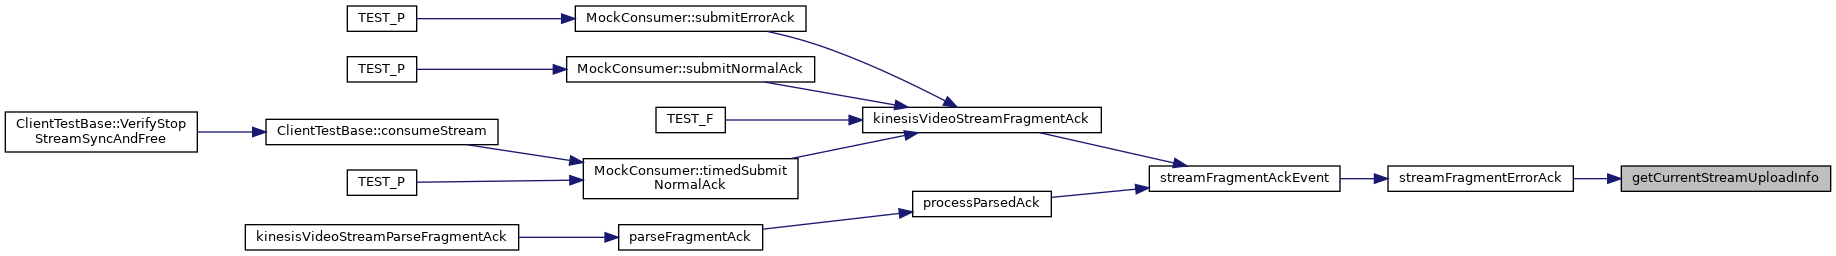 TEST_P
MockConsumer::submitErrorAck
TEST_P
MockConsumer::submitNormalAck
TEST_F
kinesisVideoStreamFragmentAck
ClientTestBase::VerifyStop
StreamSyncAndFree
ClientTestBase::consumeStream
MockConsumer::timedSubmit
NormalAck
TEST_P
streamFragmentAckEvent
streamFragmentErrorAck
getCurrentStreamUploadInfo
processParsedAck
kinesisVideoStreamParseFragmentAck
parseFragmentAck